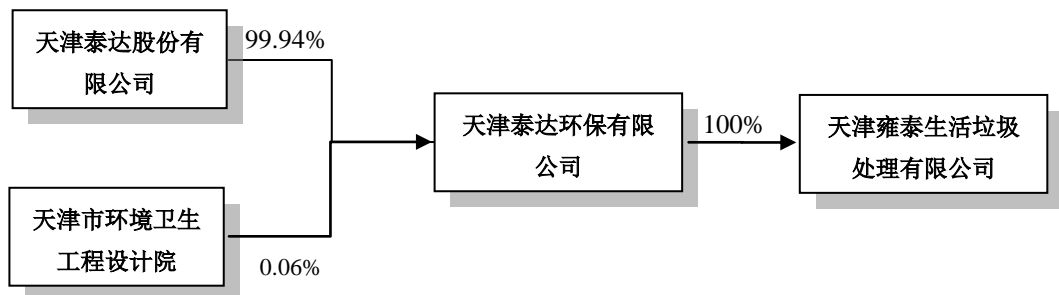 天津泰达股份有
限公司
99.94%
天津市环境卫生
工程设计院
0.06%
天津泰达环保有限
公司
100%
天津雍泰生活垃圾
处理有限公司